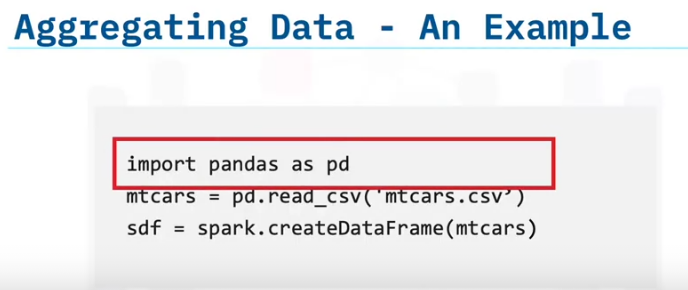 Aggregating Data - An Example
import pandas as pd
mtcars = pd.read_csv('mtcars.csv’)
sdf = spark.createDataFrame(mtcars)